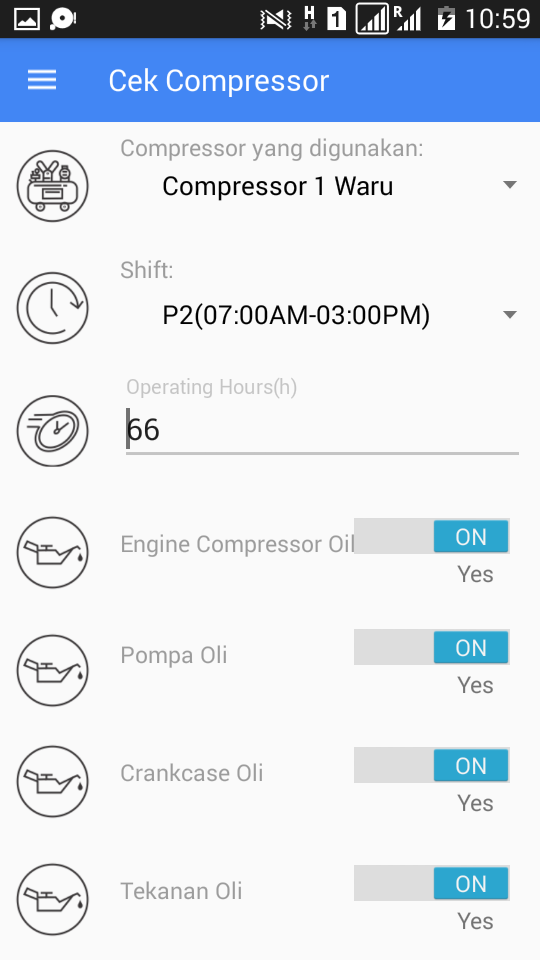 H 1 R 10:59
Cek Compressor
Compressor yang digunakan:
Compressor 1 Waru
Shift:
P2(07:00AM-03:00PM)
Operating Hours(h)
66
Engine Compressor Oil ON
Yes
Pompa Oli ON
Yes
Crankcase Oli ON
Yes
Tekanan Oli ON
Yes